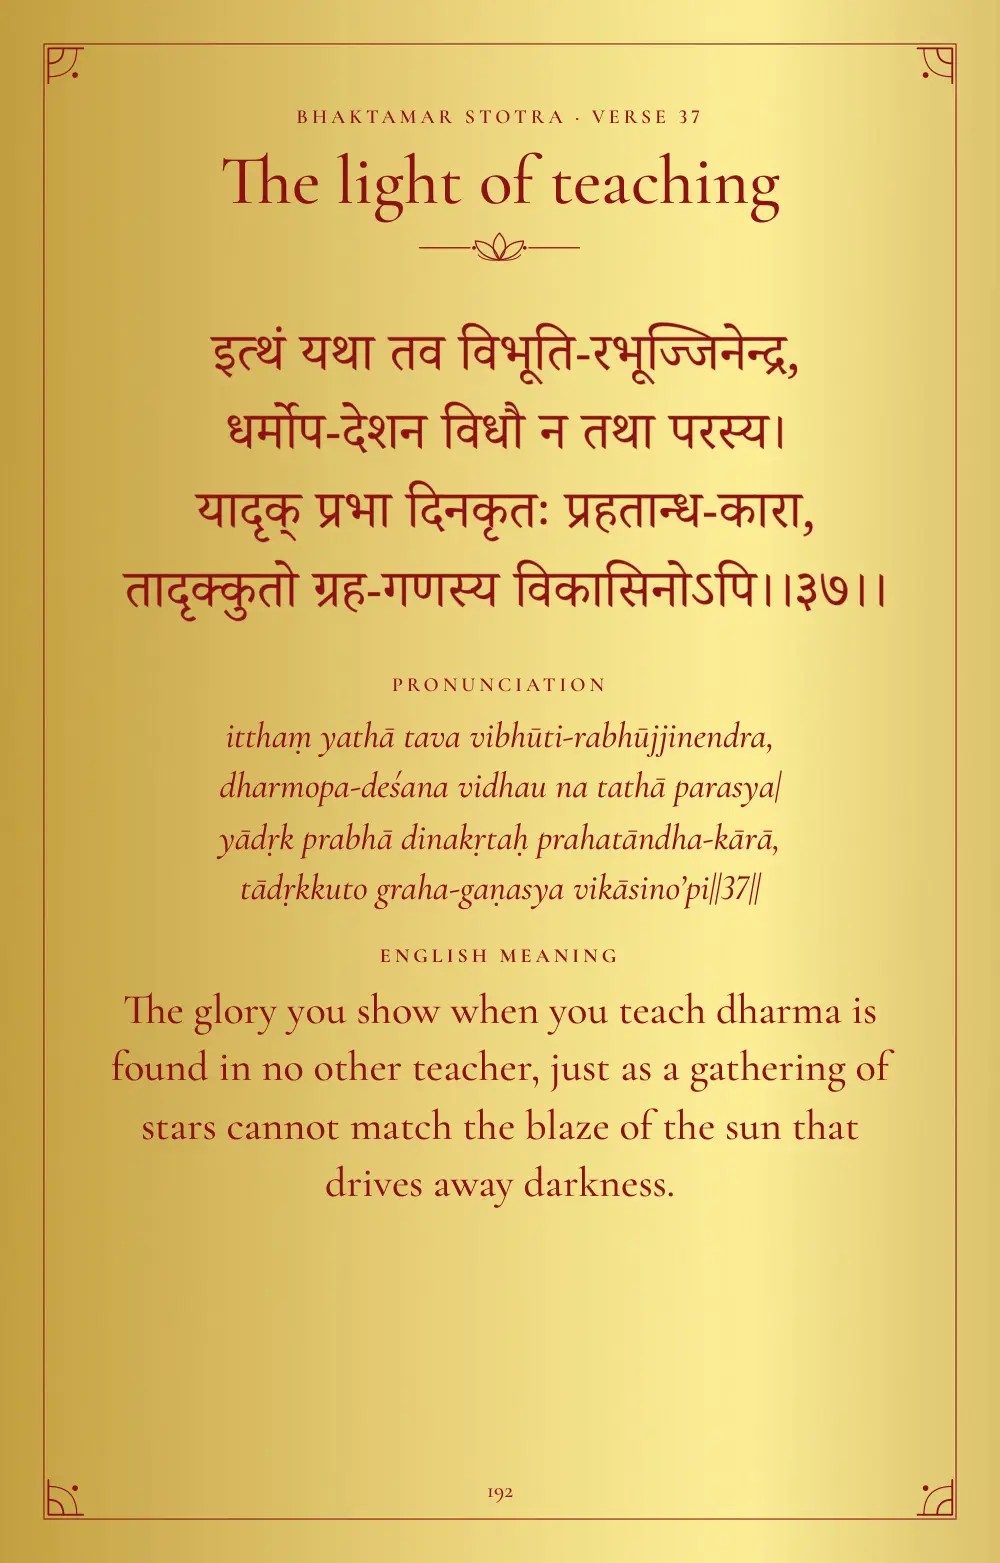 BHAKTAMAR STOTRA · VERSE 37
The light of teaching
इत्थं यथा तव विभूति-रभूज्जिनेन्द्र,
धर्मोप-देशन विधौ न तथा परस्य।
यादृक् प्रभा दिनकृतः प्रहतान्ध-कारा,
तादृक्कुतो ग्रह-गणस्य विकासिनोऽपि।।३७।।
PRONUNCIATION
itthaṃ yathā tava vibhūti-rabhūjjinendra,
dharmopa-deśana vidhau na tathā parasya|
yādṛk prabhā dinakṛtaḥ prahatāndha-kārā,
tādṛkkuto graha-gaṇasya vikāsino’pi||37||
ENGLISH MEANING
The glory you show when you teach dharma is
found in no other teacher, just as a gathering of
stars cannot match the blaze of the sun that
drives away darkness.
192